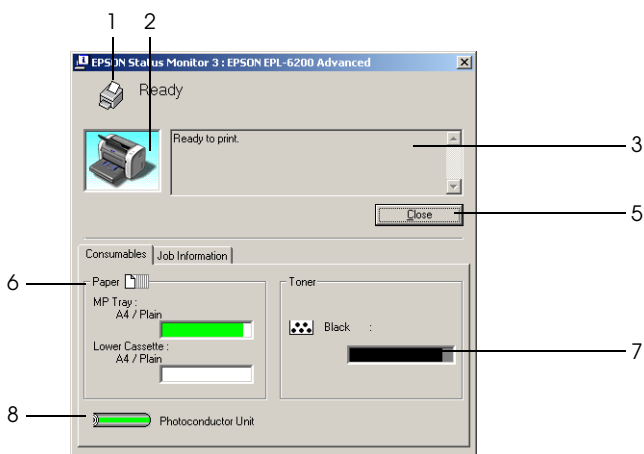 1 2
EPSON Status Monitor 3 : EPSON EPL-6200 Advanced
Ready
Ready to print.
3
Close
5
Consumables Job Information
6
Paper
MP Tray :
A4 / Plain
Lower Cassette :
A4 / Plain
Toner
Black :
7
8
Photoconductor Unit